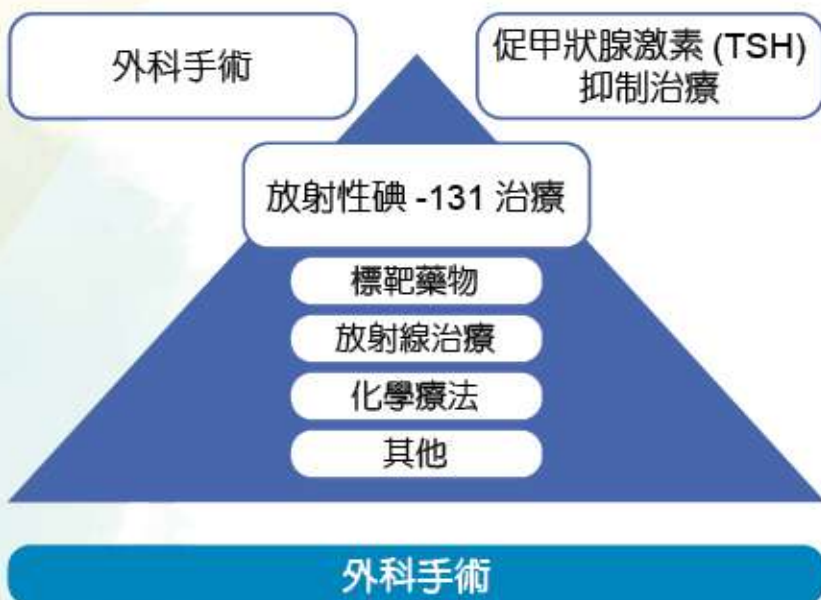 外科手術
促甲狀腺激素 (TSH)
抑制治療
放射性碘 -131 治療
標靶藥物
放射線治療
化學療法
其他
外科手術